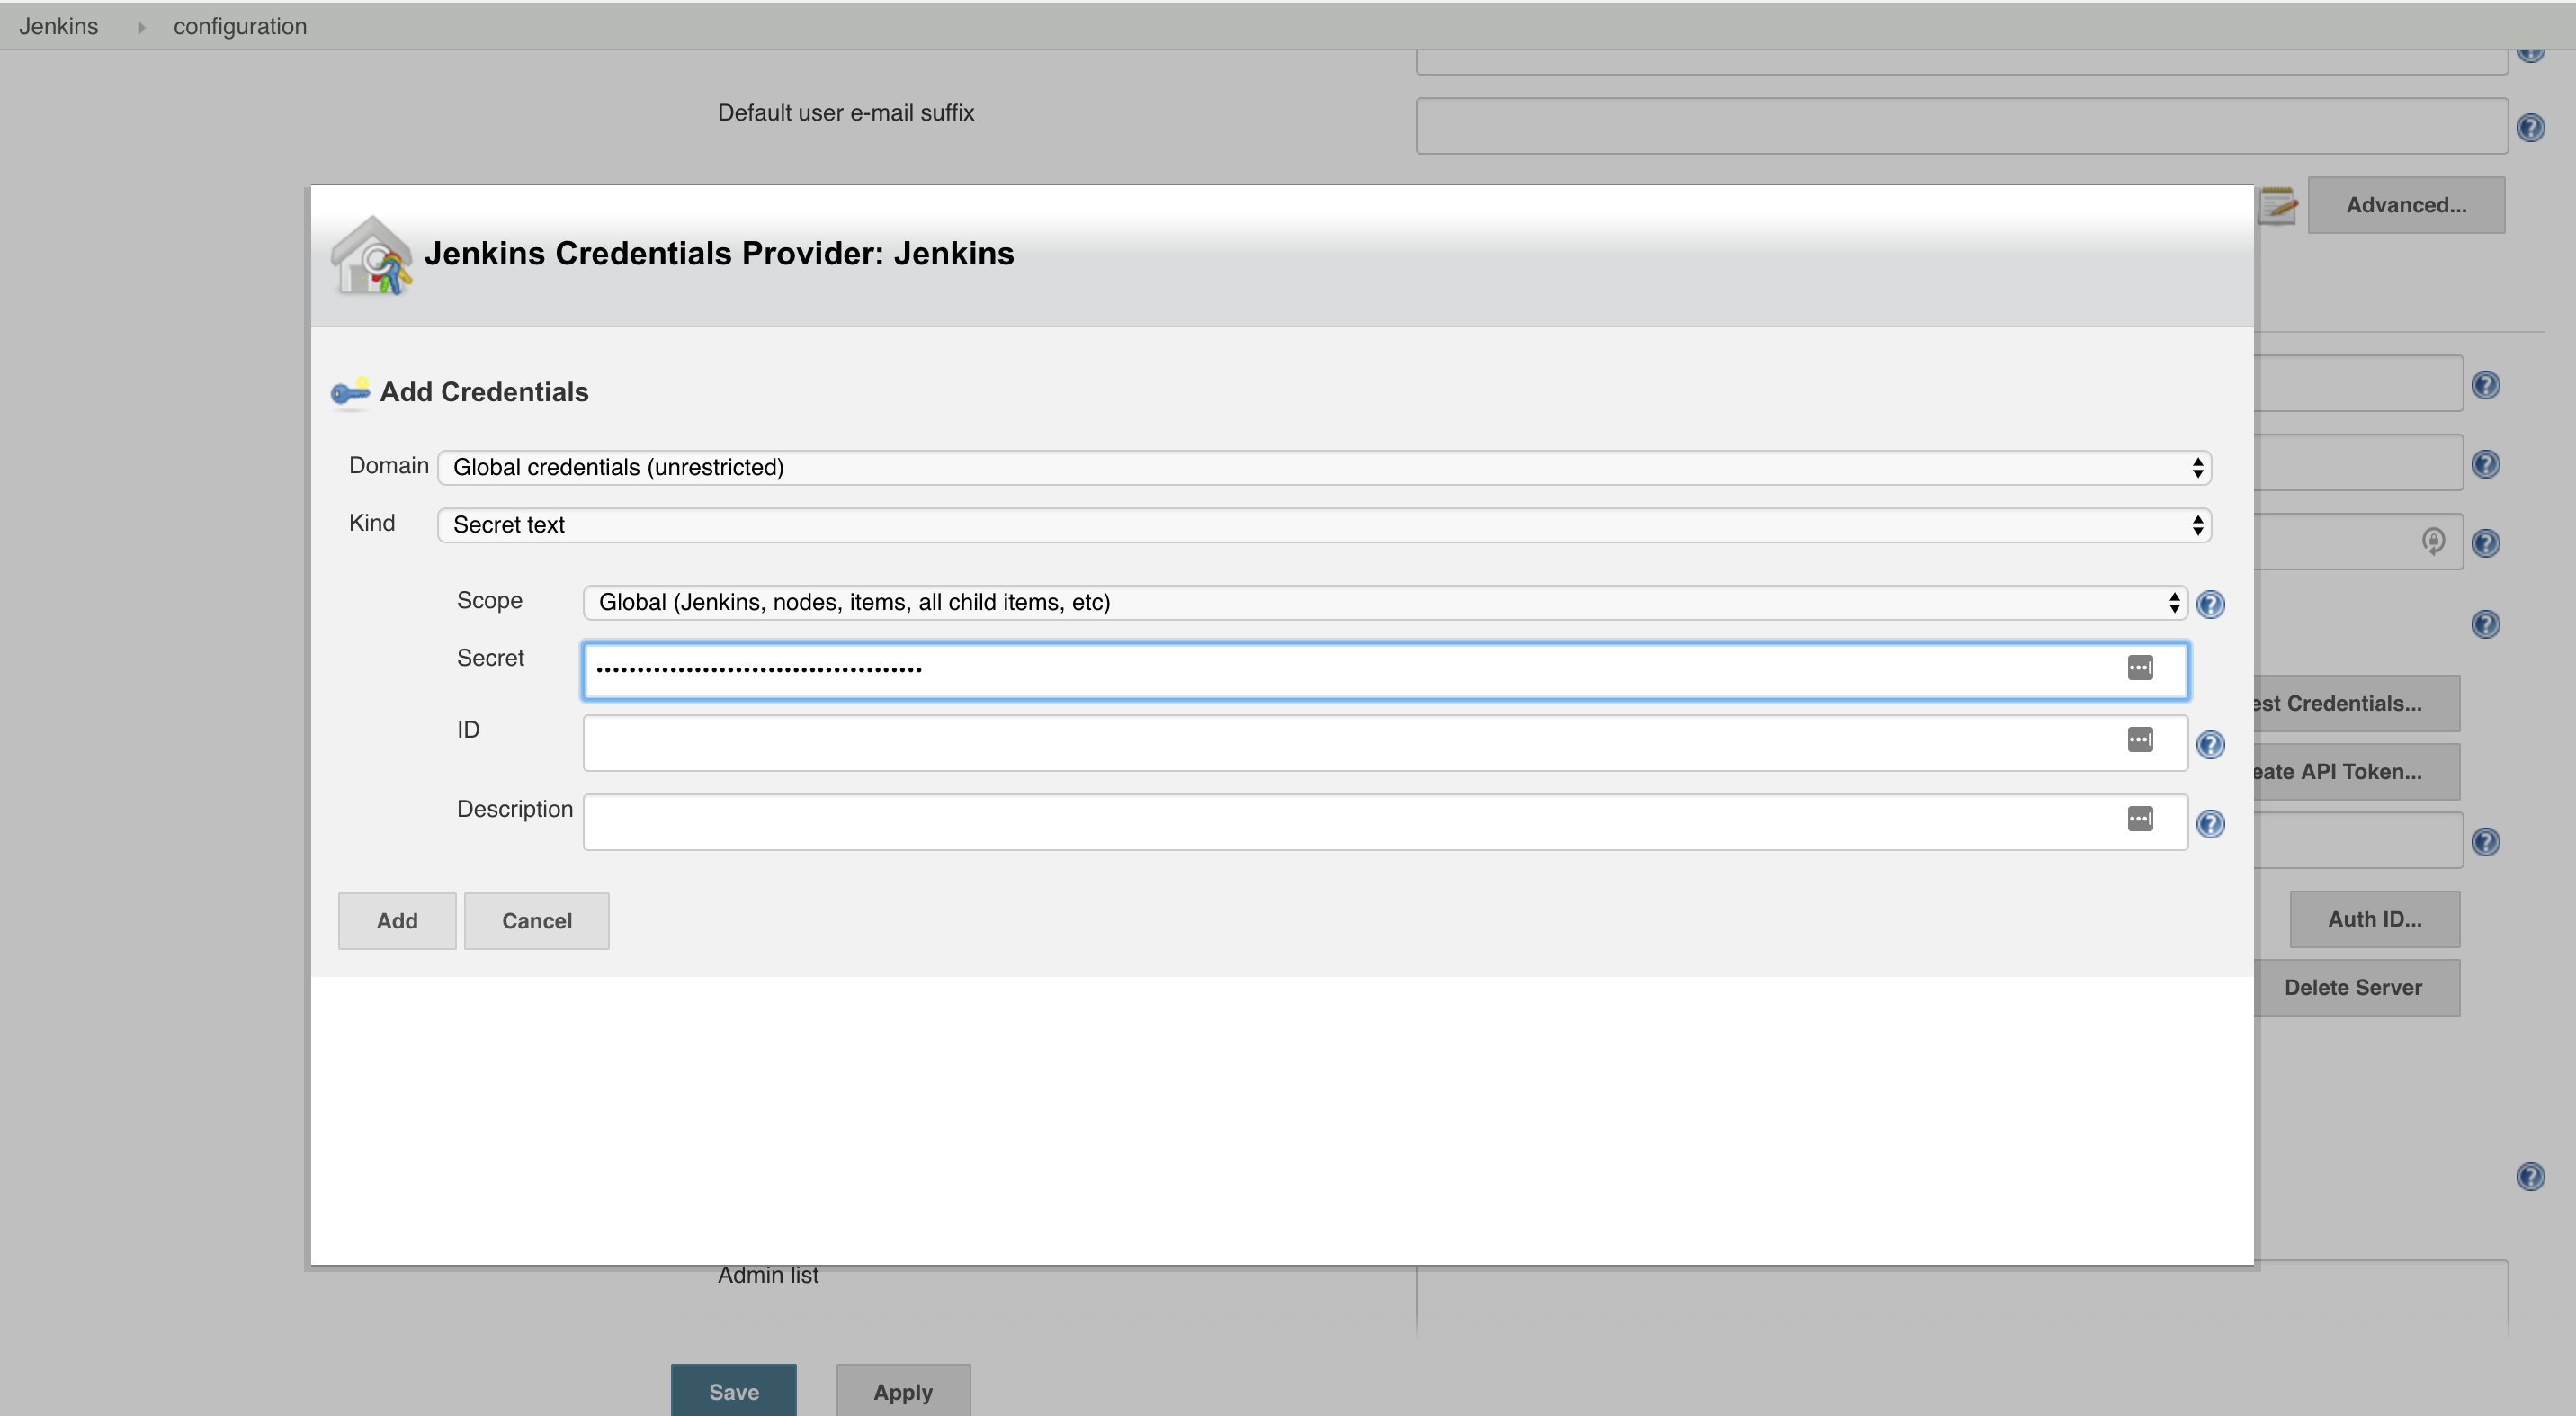 Jenkins configuration
Default user e-mail suffix
Advanced...
Jenkins Credentials Provider: Jenkins
Add Credentials
Domain Global credentials (unrestricted)
Kind Secret text
Scope Global (Jenkins, nodes, items, all child items, etc)
Secret ••••••••••••••••••••••••••••••••••••••••
est Credentials...
ID
eate API Token...
Description
Add Cancel
Auth ID...
Delete Server
Admin list
Save Apply